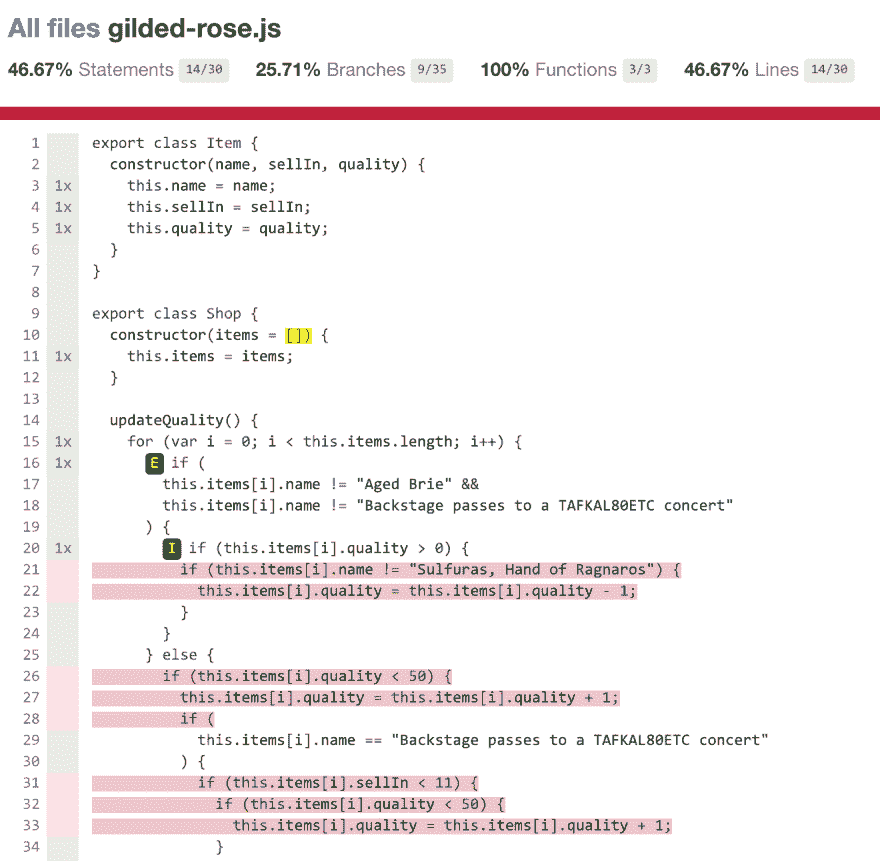 All files gilded-rose.js
46.67% Statements 14/30 25.71% Branches 9/35 100% Functions 3/3 46.67% Lines 14/30
1 export class Item {
2 constructor(name, sellIn, quality) {
3 1x this.name = name;
4 1x this.sellIn = sellIn;
5 1x this.quality = quality;
6 }
7 }
8
9 export class Shop {
10 constructor(items = []) {
11 1x this.items = items;
12 }
13
14 updateQuality() {
15 1x for (var i = 0; i < this.items.length; i++) {
16 1x E if (
17 this.items[i].name != "Aged Brie" &&
18 this.items[i].name != "Backstage passes to a TAFKAL80ETC concert"
19 ) {
20 1x I if (this.items[i].quality > 0) {
21 if (this.items[i].name != "Sulfuras, Hand of Ragnaros") {
22 this.items[i].quality = this.items[i].quality - 1;
23 }
24 }
25 } else {
26 if (this.items[i].quality < 50) {
27 this.items[i].quality = this.items[i].quality + 1;
28 if (
29 this.items[i].name == "Backstage passes to a TAFKAL80ETC concert"
30 ) {
31 if (this.items[i].sellIn < 11) {
32 if (this.items[i].quality < 50) {
33 this.items[i].quality = this.items[i].quality + 1;
34 }